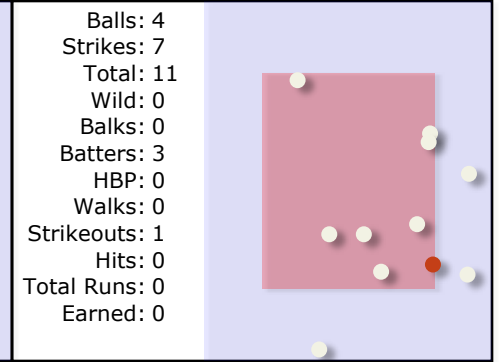 Balls: 4
Strikes: 7
Total: 11
Wild: 0
Balks: 0
Batters: 3
HBP: 0
Walks: 0
Strikeouts: 1
Hits: 0
Total Runs: 0
Earned: 0